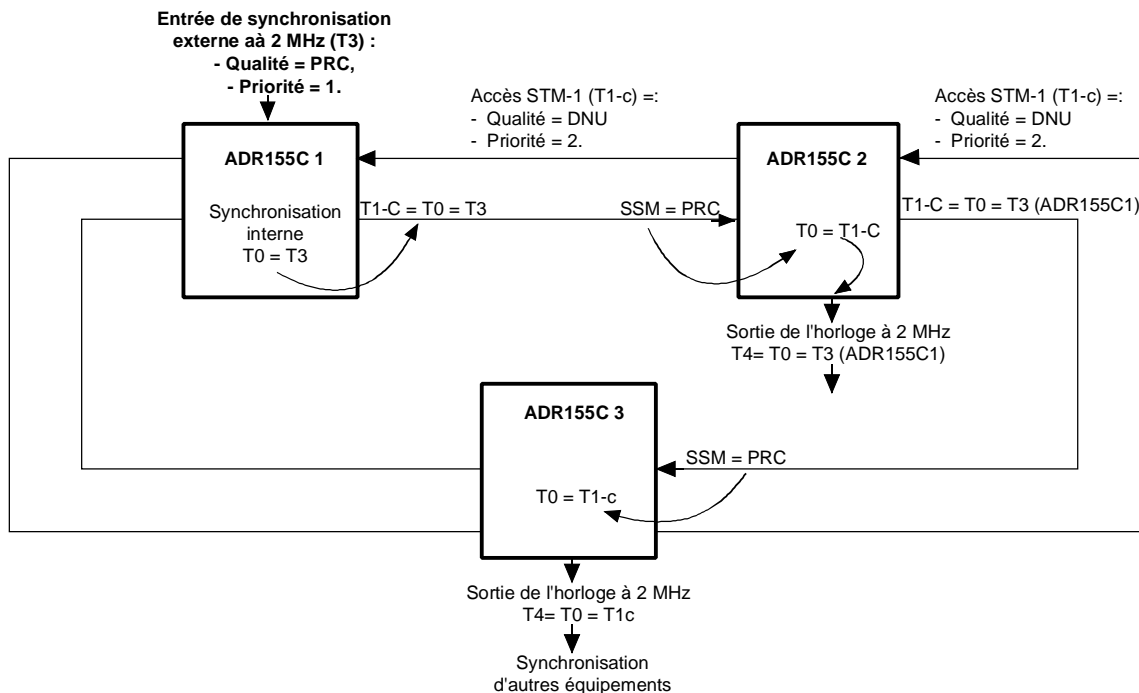 Entrée de synchronisation
externe aà 2 MHz (T3) :
- Qualité = PRC,
- Priorité = 1.
Accès STM-1 (T1-c) =:
- Qualité = DNU
- Priorité = 2.
Accès STM-1 (T1-c) =:
- Qualité = DNU
- Priorité = 2.
ADR155C 1
ADR155C 2
Synchronisation
interne
T0 = T3
T1-C = T0 = T3
SSM = PRC
T0 = T1-C
T1-C = T0 = T3 (ADR155C1)
Sortie de l'horloge à 2 MHz
T4= T0 = T3 (ADR155C1)
ADR155C 3
SSM = PRC
T0 = T1-c
Sortie de l'horloge à 2 MHz
T4= T0 = T1c
Synchronisation
d'autres équipements